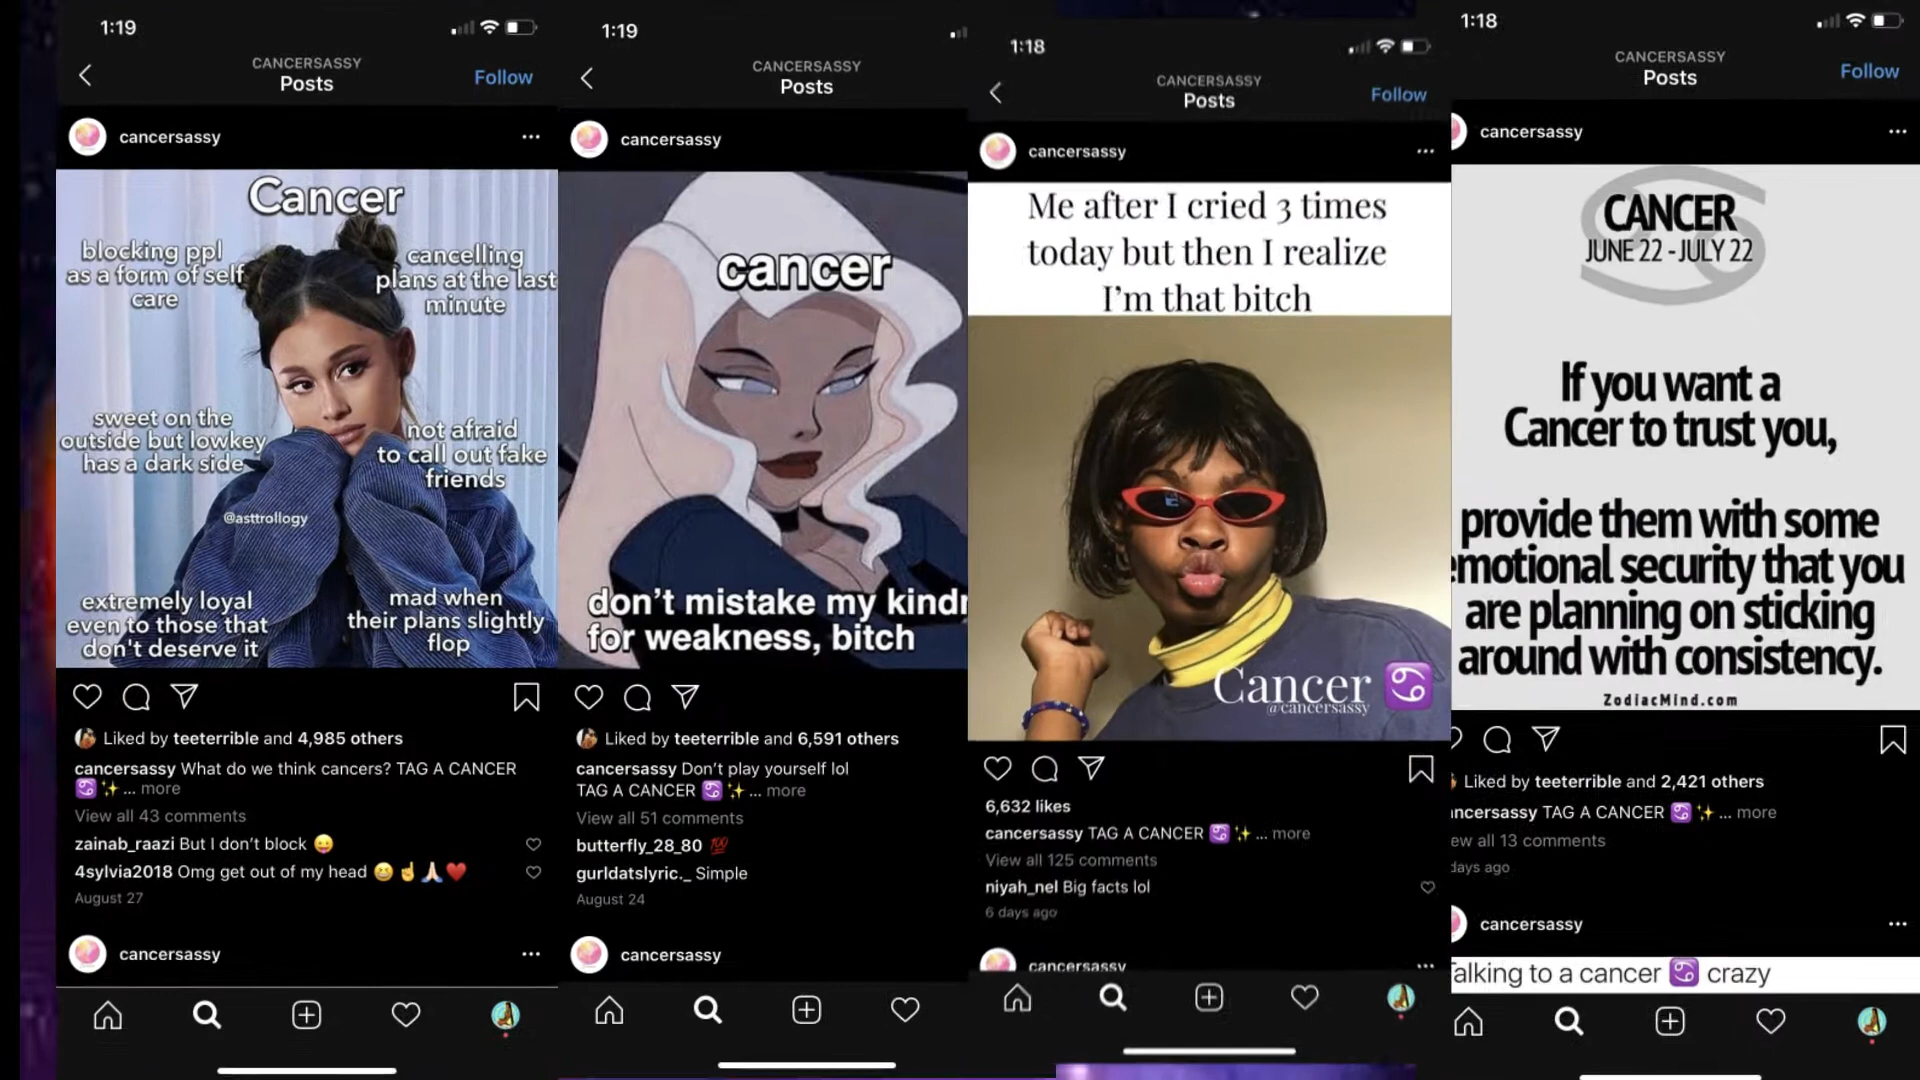 1:19
CANCERSASSY
Posts
Follow
cancersassy
Cancer
blocking ppl
as a form of self
care
cancelling
plans at the last
minute
sweet on the
outside but lowkey
has a dark side
not afraid
to call out fake
friends
@asttrollogy
extremely loyal
even to those that
don't deserve it
mad when
their plans slightly
flop
Liked by teeterrible and 4,985 others
cancersassy What do we think cancers? TAG A CANCER
♋✨... more
View all 43 comments
zainab_raazi But I don't block 😜
4sylvia2018 Omg get out of my head 😆☝🙏🏻❤️
August 27
cancersassy
1:19
CANCERSASSY
Posts
cancersassy
cancer
don't mistake my kindn
for weakness, bitch
Liked by teeterrible and 6,591 others
cancersassy Don't play yourself lol
TAG A CANCER ♋✨... more
View all 51 comments
butterfly_28_80 💯
gurldatslyric._ Simple
August 24
cancersassy
1:18
CANCERSASSY
Posts
Follow
cancersassy
Me after I cried 3 times
today but then I realize
I'm that bitch
Cancer ♋
@cancersassy
6,632 likes
cancersassy TAG A CANCER ♋✨... more
View all 125 comments
niyah_nel Big facts lol
6 days ago
cancersassy
1:18
CANCERSASSY
Posts
Follow
cancersassy
CANCER
JUNE 22 - JULY 22
If you want a
Cancer to trust you,
provide them with some
emotional security that you
are planning on sticking
around with consistency.
ZodiacMind.com
Liked by teeterrible and 2,421 others
ancersassy TAG A CANCER ♋✨... more
ew all 13 comments
days ago
cancersassy
Talking to a cancer ♋ crazy